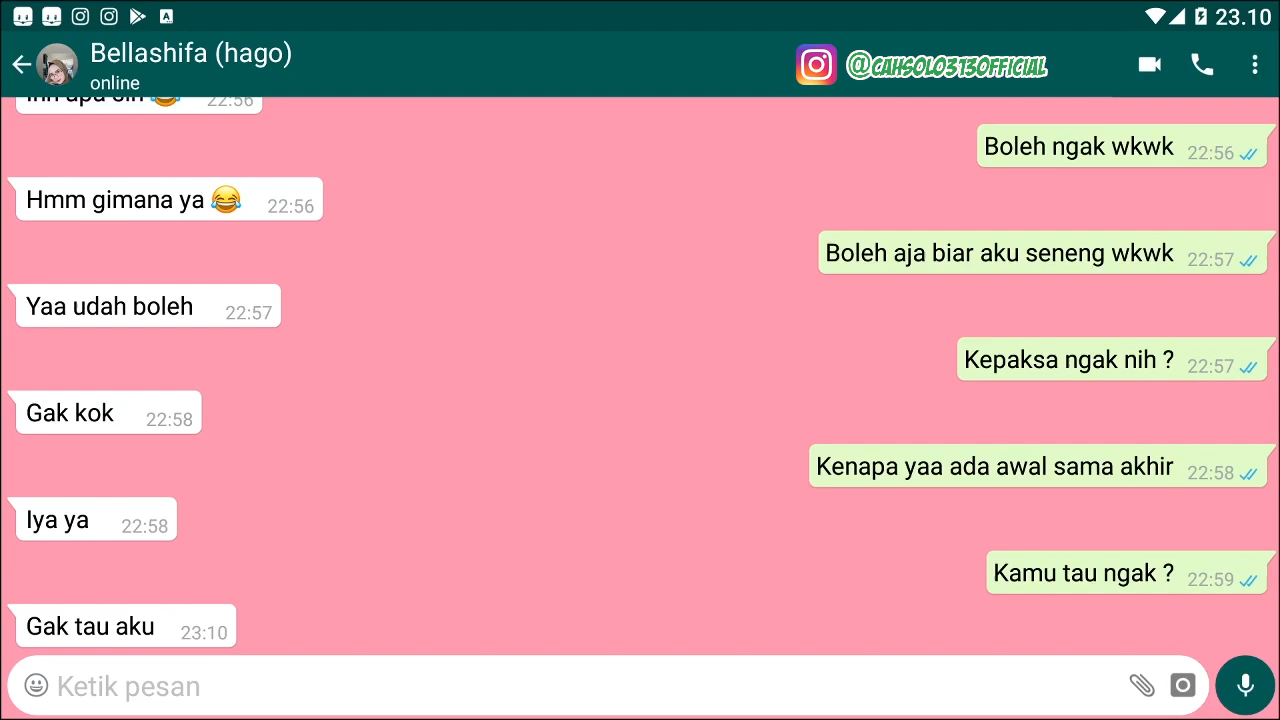 23.10
Bellashifa (hago)
online
@CAHSOLO313OFFICIAL
22:56
Boleh ngak wkwk 22:56
Hmm gimana ya 😂 22:56
Boleh aja biar aku seneng wkwk 22:57
Yaa udah boleh 22:57
Kepaksa ngak nih ? 22:57
Gak kok 22:58
Kenapa yaa ada awal sama akhir 22:58
Iya ya 22:58
Kamu tau ngak ? 22:59
Gak tau aku 23:10
Ketik pesan